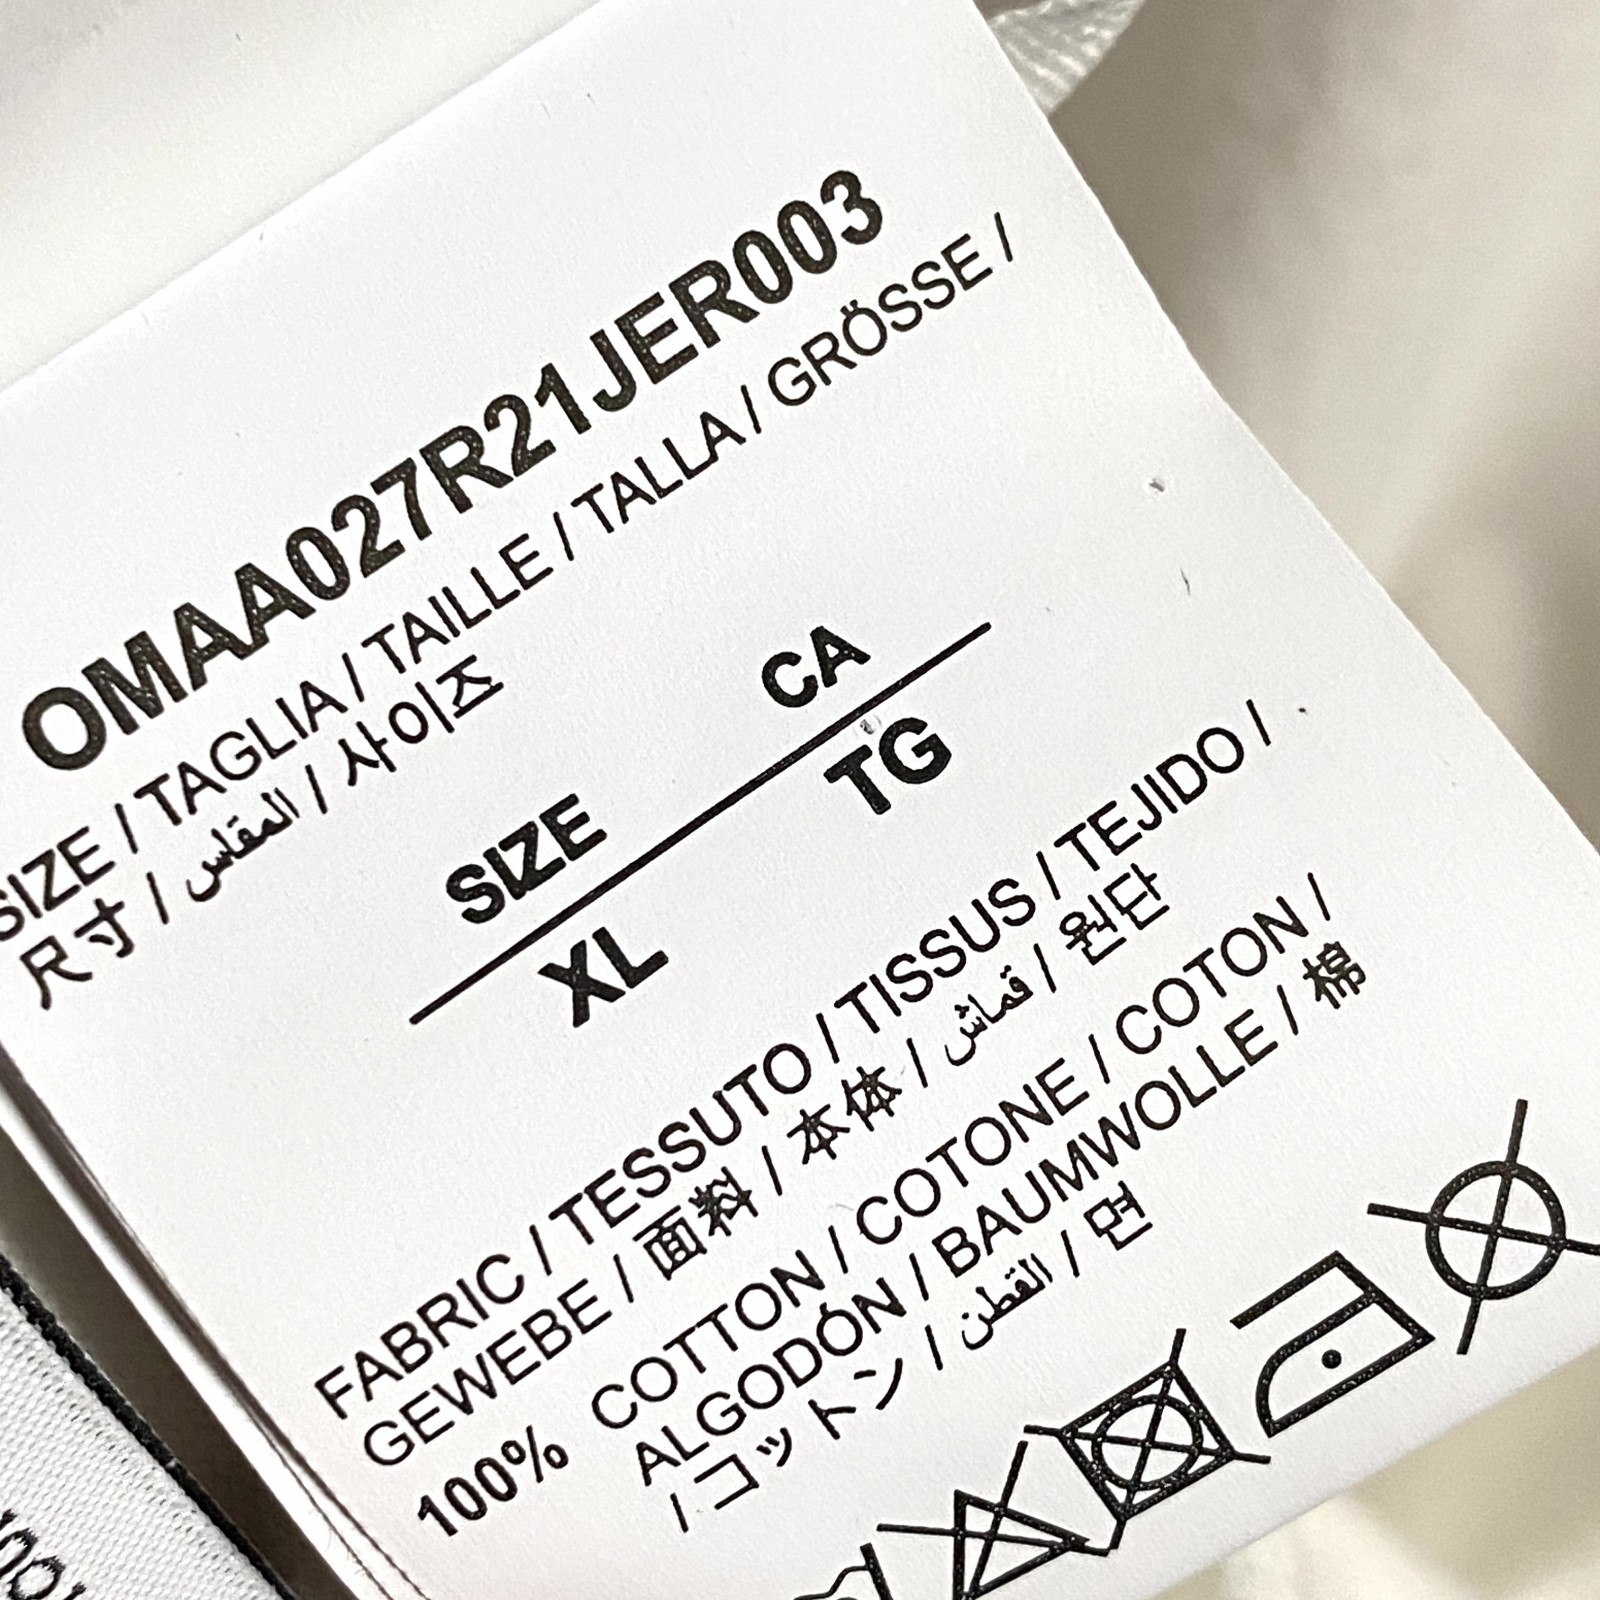 OMAA027R21JER003
SIZE / TAGLIA / TAILLE / TALLA / GRÖSSE /
尺寸 / المقاس / 사이즈
SIZE CA
XL TG
FABRIC / TESSUTO / TISSUS / TEJIDO /
GEWEBE / 面料 / 本体 / قماش / 원단
100% COTTON / COTONE / COTON /
ALGODÓN / BAUMWOLLE / 棉
/ コットン / القطن / 면